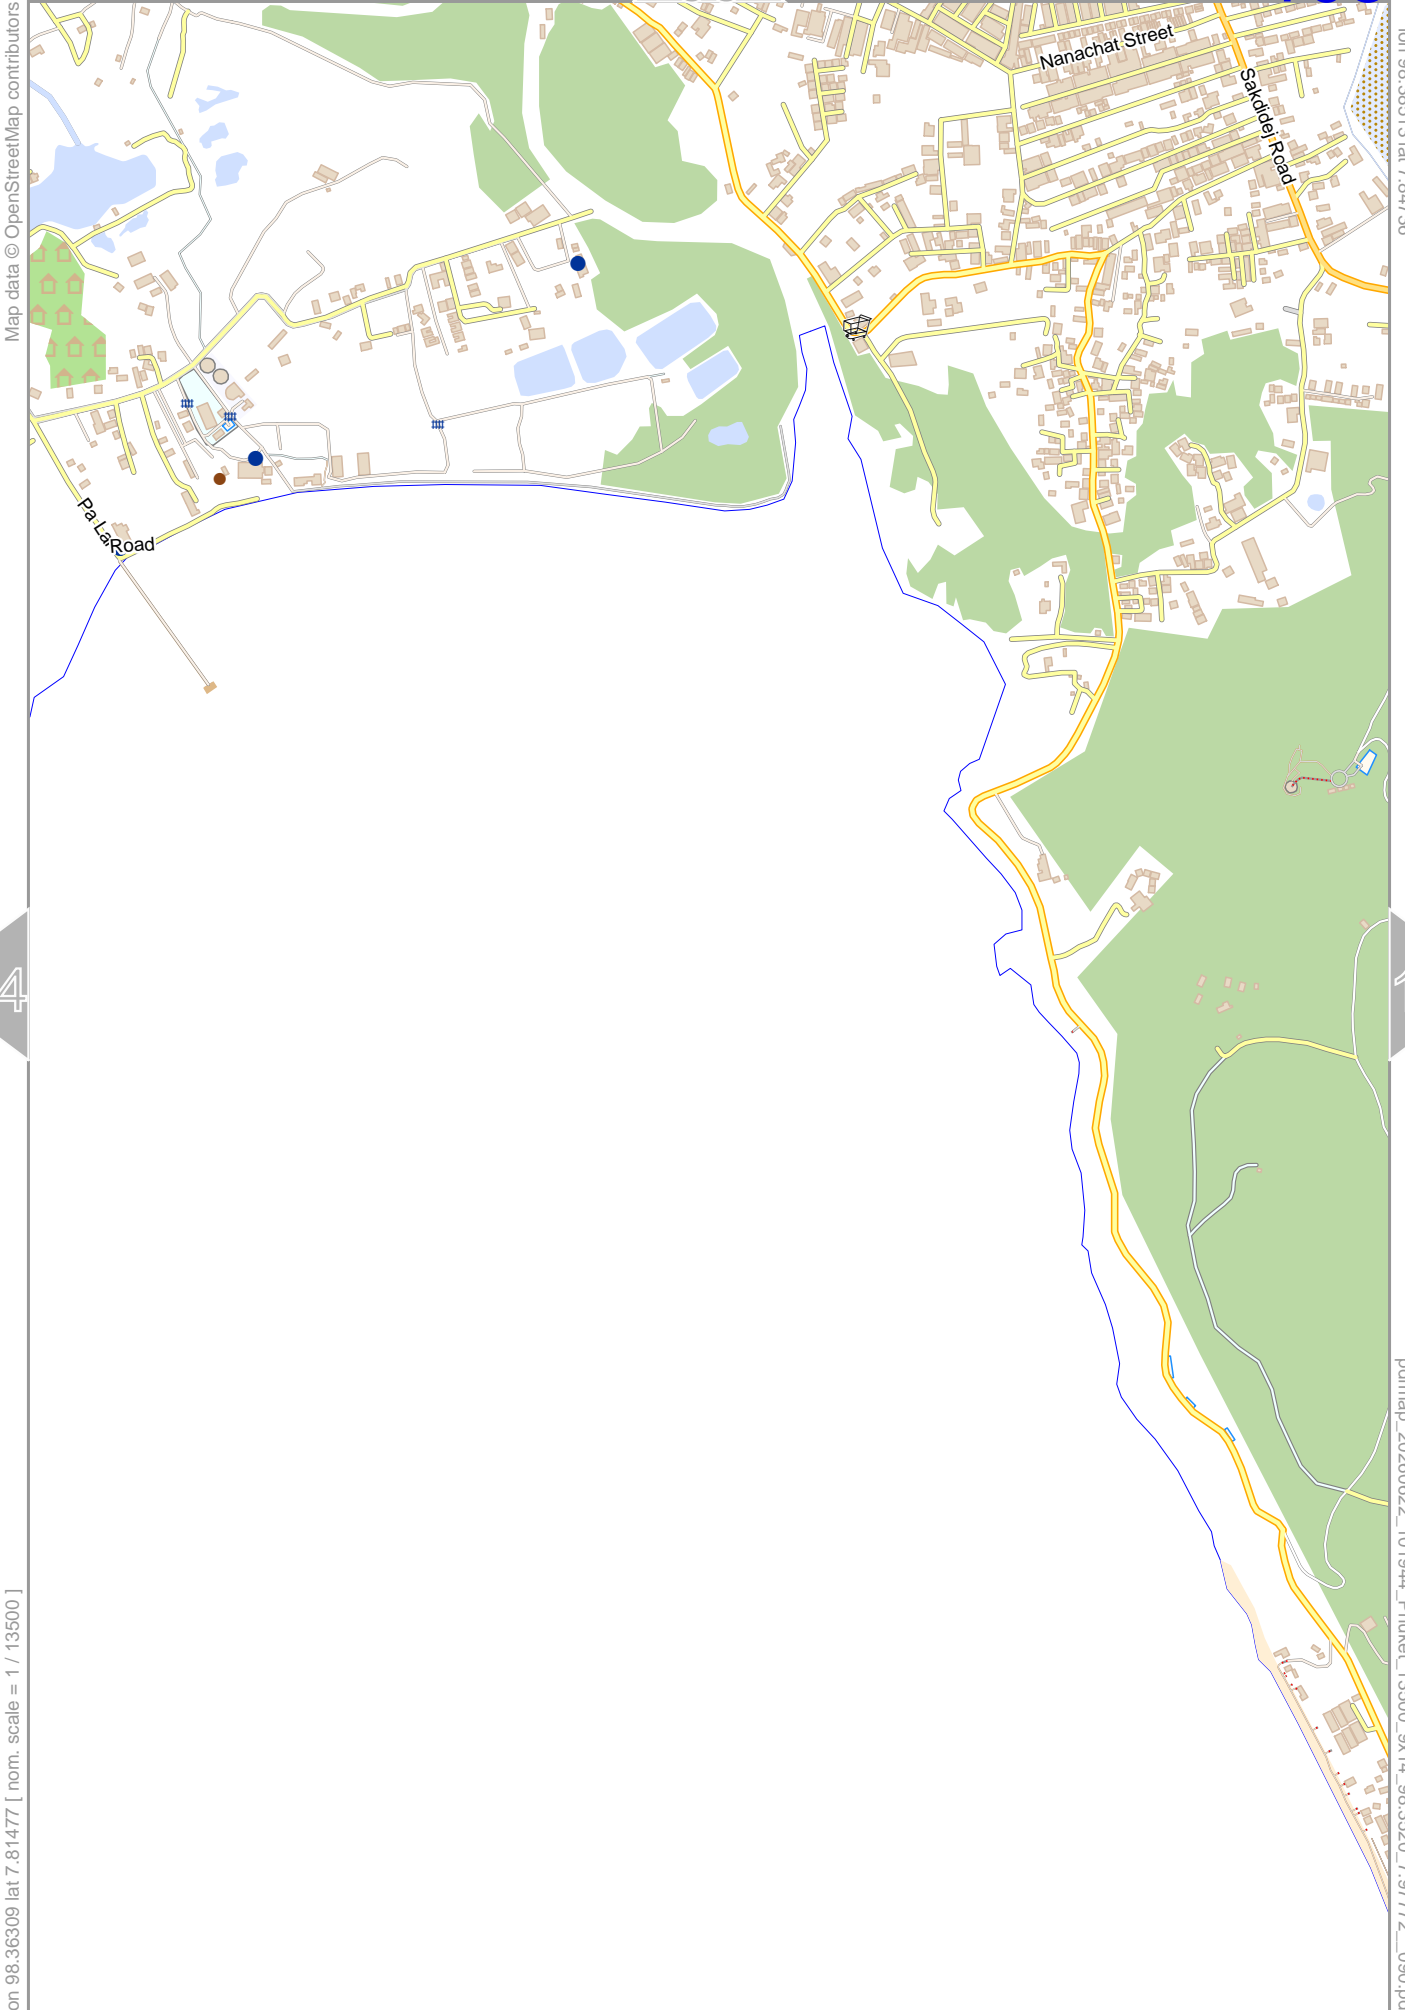 Map data © OpenStreetMap contributors
Nanachat Street
Sakdidej Road
Pa La
Road
4
on 98.36309 lat 7.81477 [ nom. scale = 1 / 13500 ]